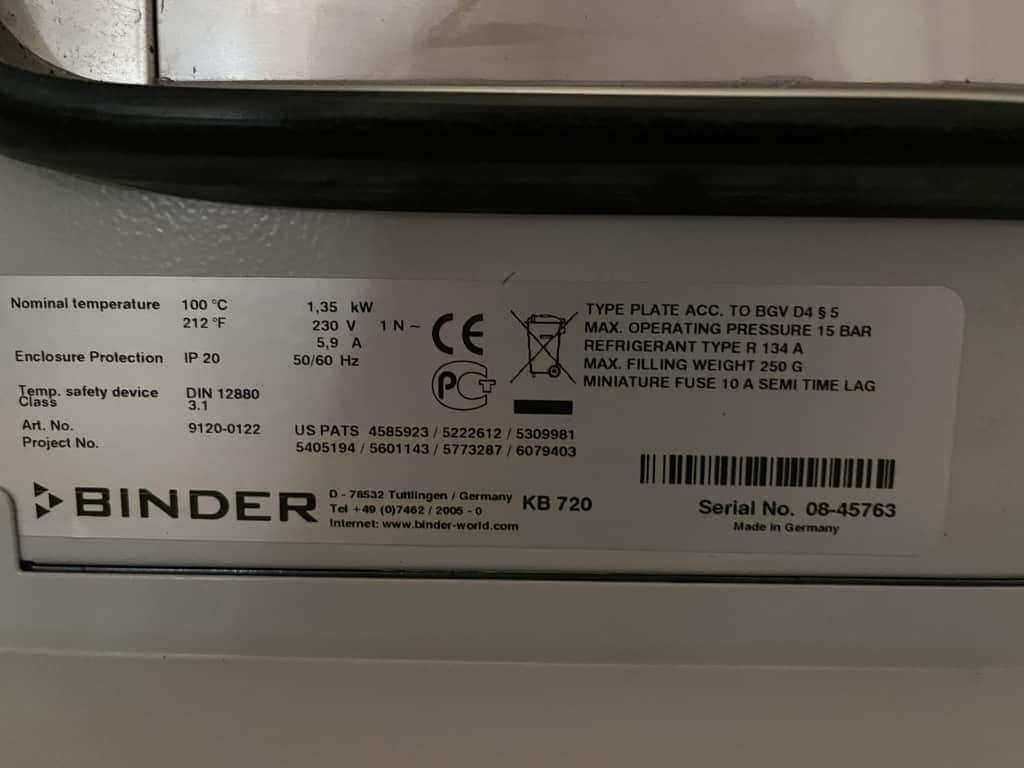 Nominal temperature 100 °C 1,35 kW
212 °F 230 V 1 N ~
5,9 A
Enclosure Protection IP 20 50/60 Hz
Temp. safety device DIN 12880
Class 3.1
Art. No. 9120-0122
Project No.
CE
PCT
TYPE PLATE ACC. TO BGV D4 § 5
MAX. OPERATING PRESSURE 15 BAR
REFRIGERANT TYPE R 134 A
MAX. FILLING WEIGHT 250 G
MINIATURE FUSE 10 A SEMI TIME LAG
US PATS 4585923 / 5222612 / 5309981
5405194 / 5601143 / 5773287 / 6079403
BINDER
D - 78532 Tuttlingen / Germany
Tel +49 (0)7462 / 2005 - 0
Internet: www.binder-world.com
KB 720
Serial No. 08-45763
Made in Germany